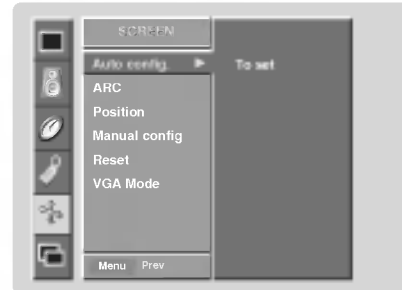 SCREEN
Auto config. ▶ To set
ARC
Position
Manual config
Reset
VGA Mode
Menu Prev